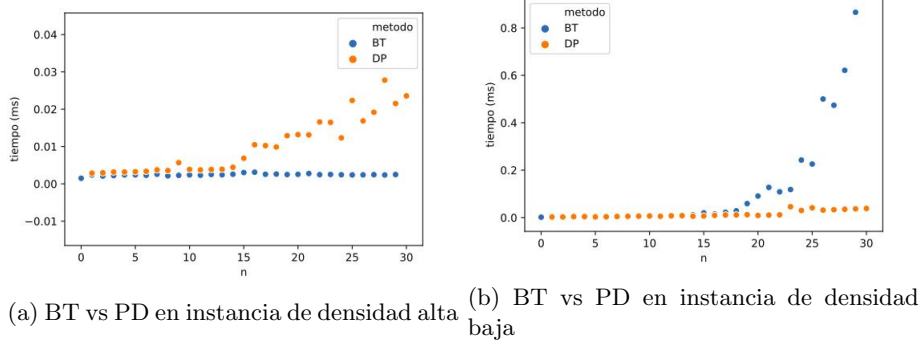 metodo
BT
DP
0.04
0.03
0.02
0.01
0.00
−0.01
tiempo (ms)
0 5 10 15 20 25 30
n
(a) BT vs PD en instancia de densidad alta
metodo
BT
DP
0.8
0.6
0.4
0.2
0.0
tiempo (ms)
0 5 10 15 20 25 30
n
(b) BT vs PD en instancia de densidad
baja